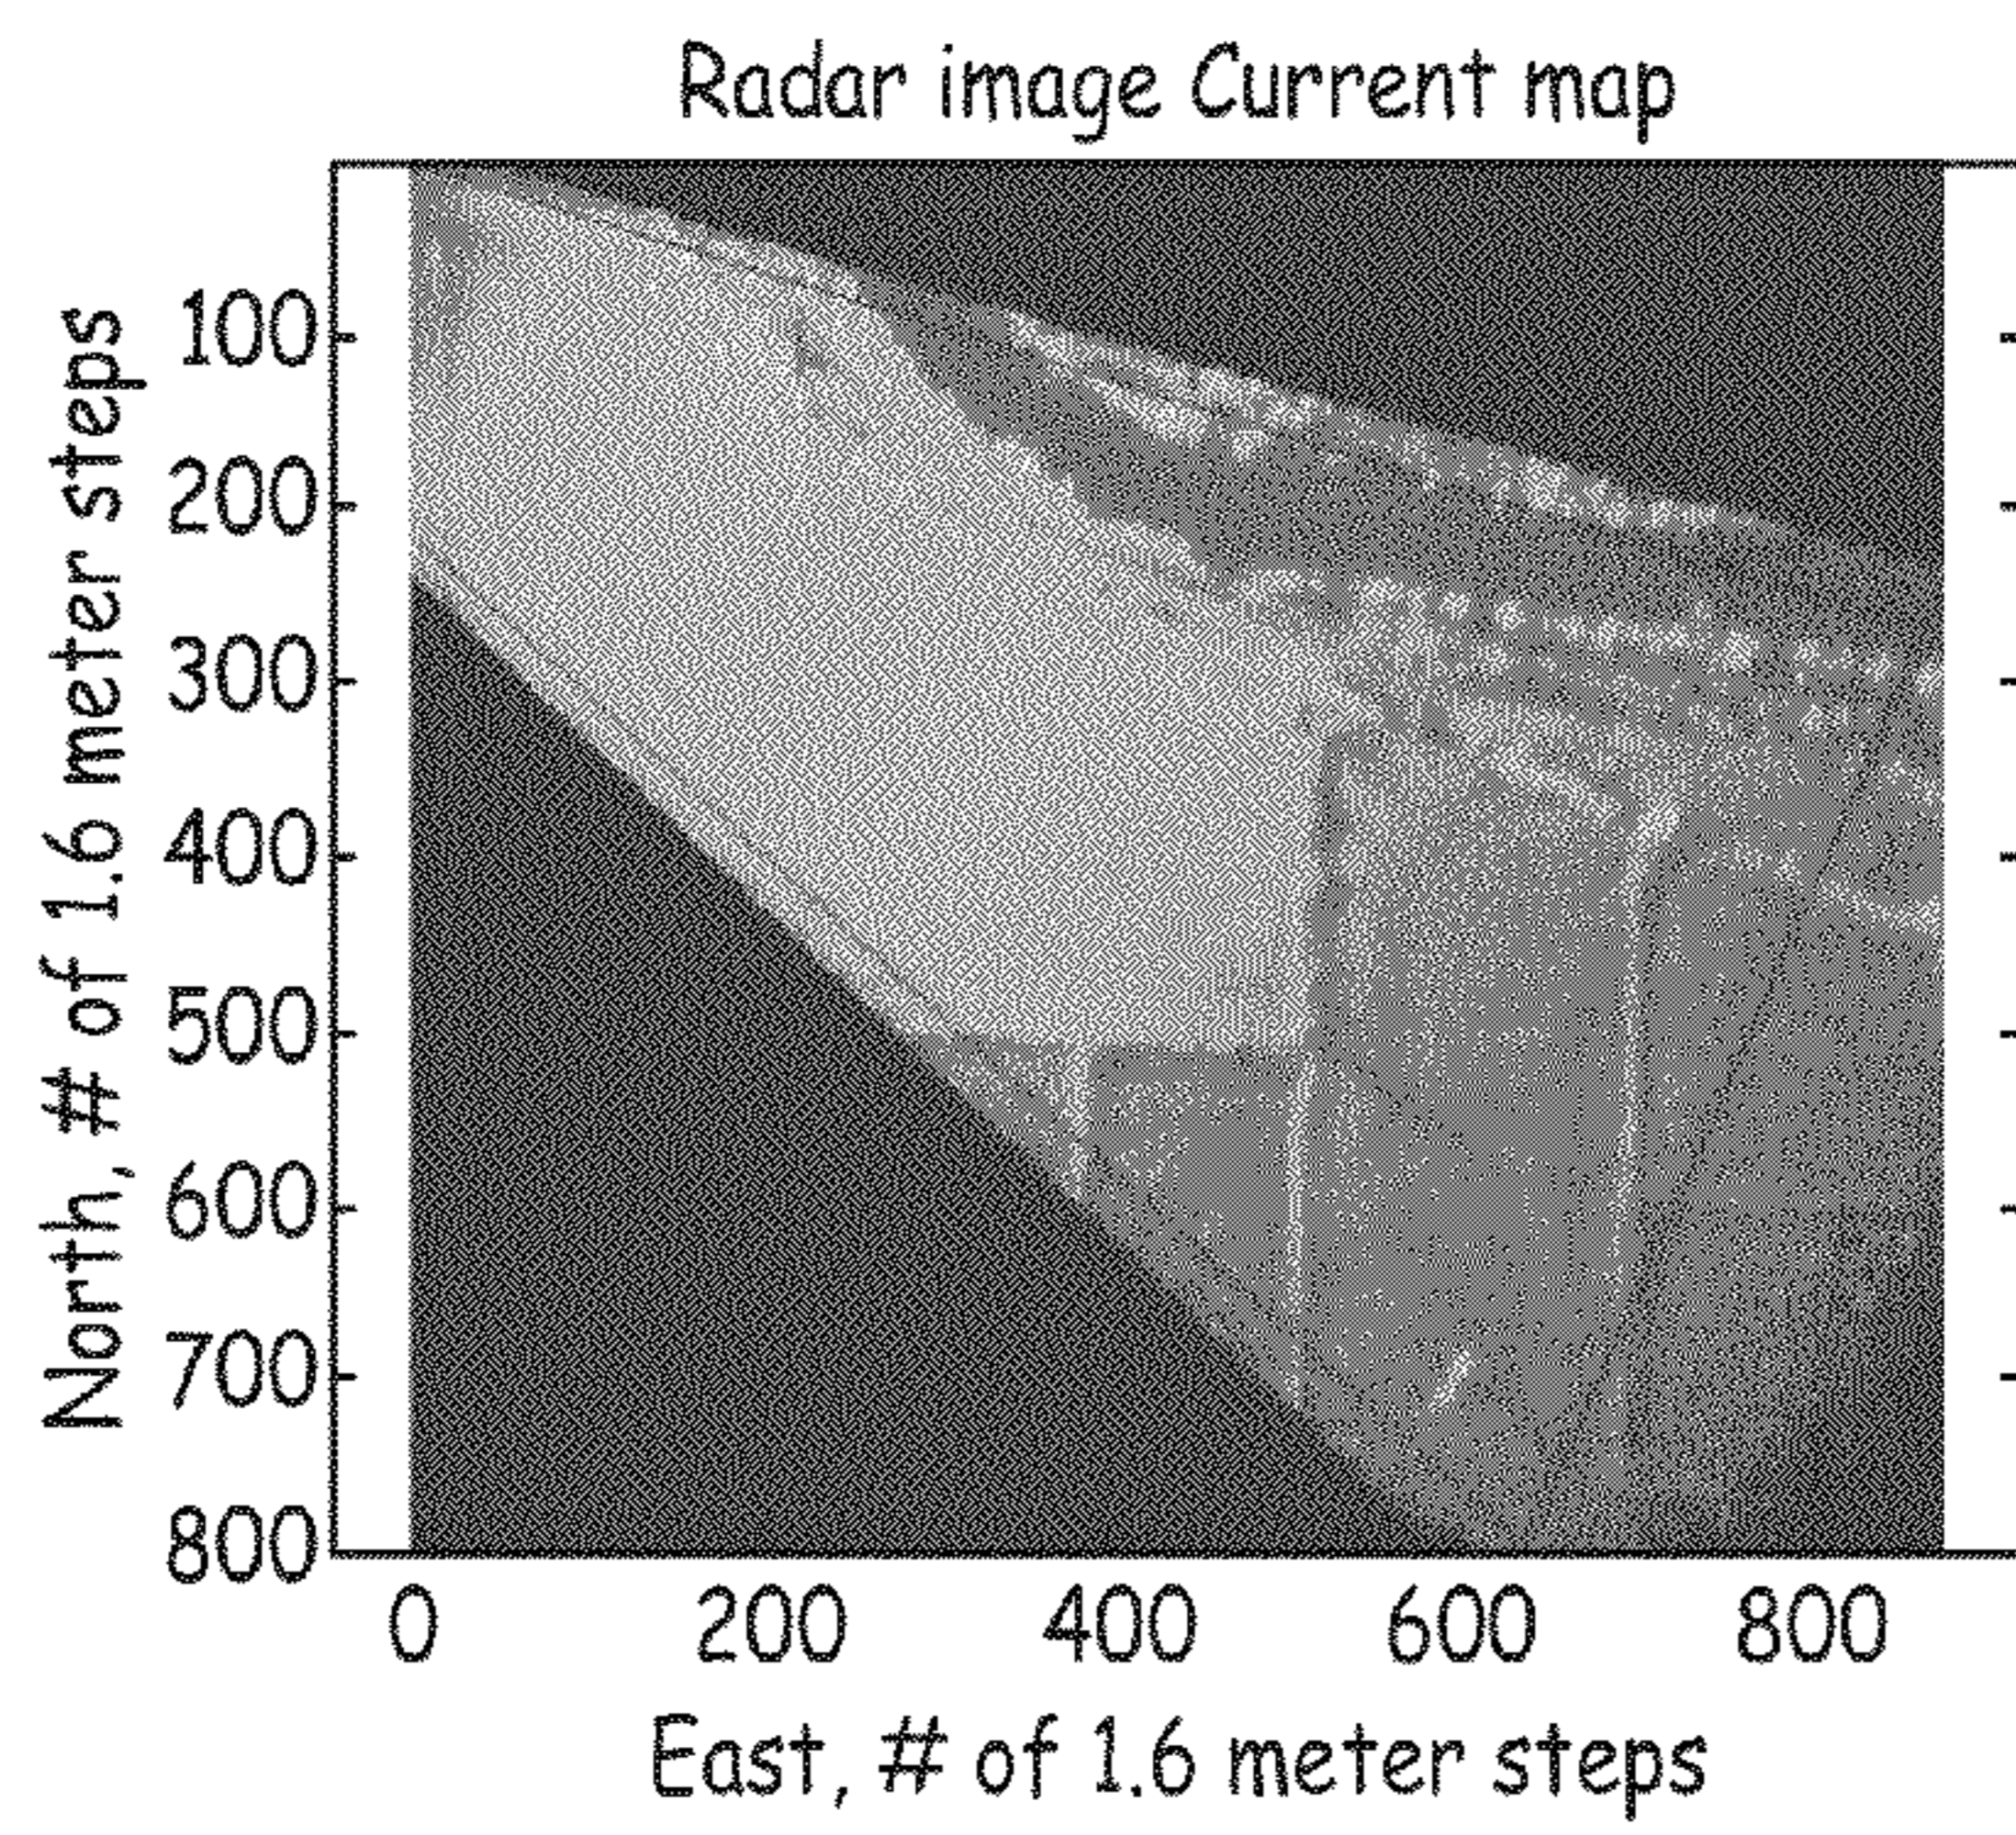 Radar image Current map
North, # of 1.6 meter steps
100
200
300
400
500
600
700
800
0 200 400 600 800
East, # of 1.6 meter steps